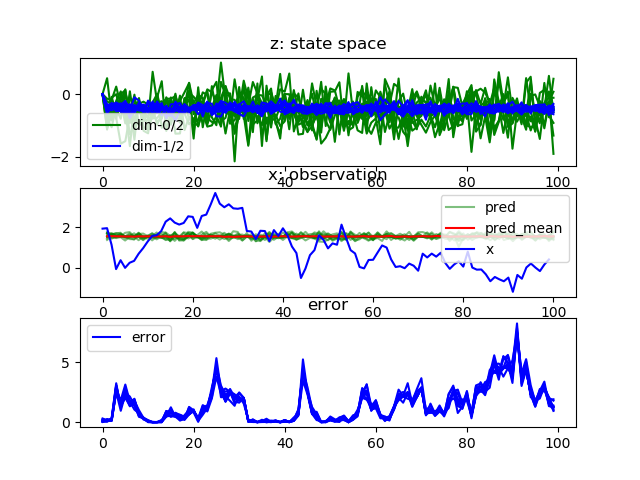 z: state space
0
−2
dim-0/2
dim-1/2
0 20 40 60 80 100
x: observation
2
0
pred
pred_mean
x
0 20 40 60 80 100
error
5
0
error
0 20 40 60 80 100